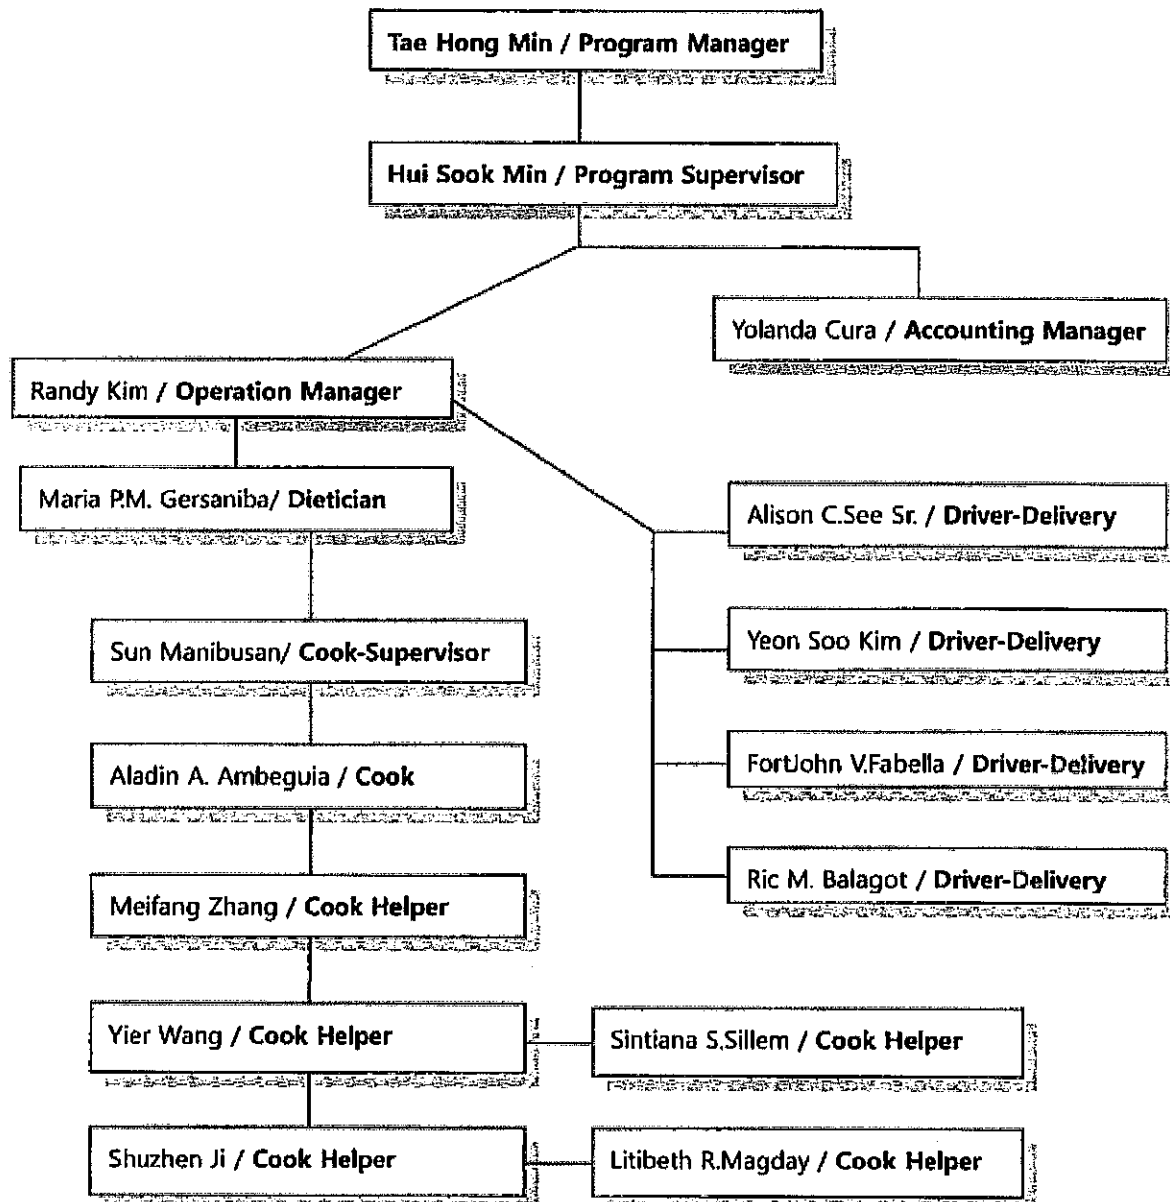 Tae Hong Min / Program Manager
Hui Sook Min / Program Supervisor
Yolanda Cura / Accounting Manager
Randy Kim / Operation Manager
Maria P.M. Gersaniba/ Dietician
Alison C.See Sr. / Driver-Delivery
Sun Manibusan/ Cook-Supervisor
Yeon Soo Kim / Driver-Delivery
Aladin A. Ambeguia / Cook
FortJohn V.Fabella / Driver-Delivery
Meifang Zhang / Cook Helper
Ric M. Balagot / Driver-Delivery
Yier Wang / Cook Helper
Sintiana S.Sillem / Cook Helper
Shuzhen Ji / Cook Helper
Litibeth R.Magday / Cook Helper